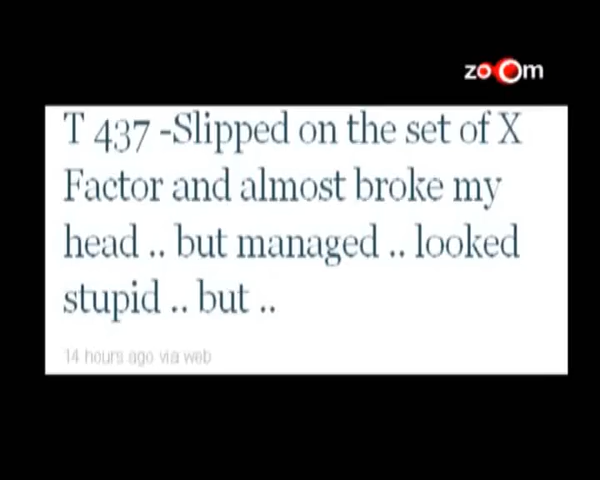 zoom
T 437 -Slipped on the set of X
Factor and almost broke my
head .. but managed .. looked
stupid .. but ..
14 hours ago via web